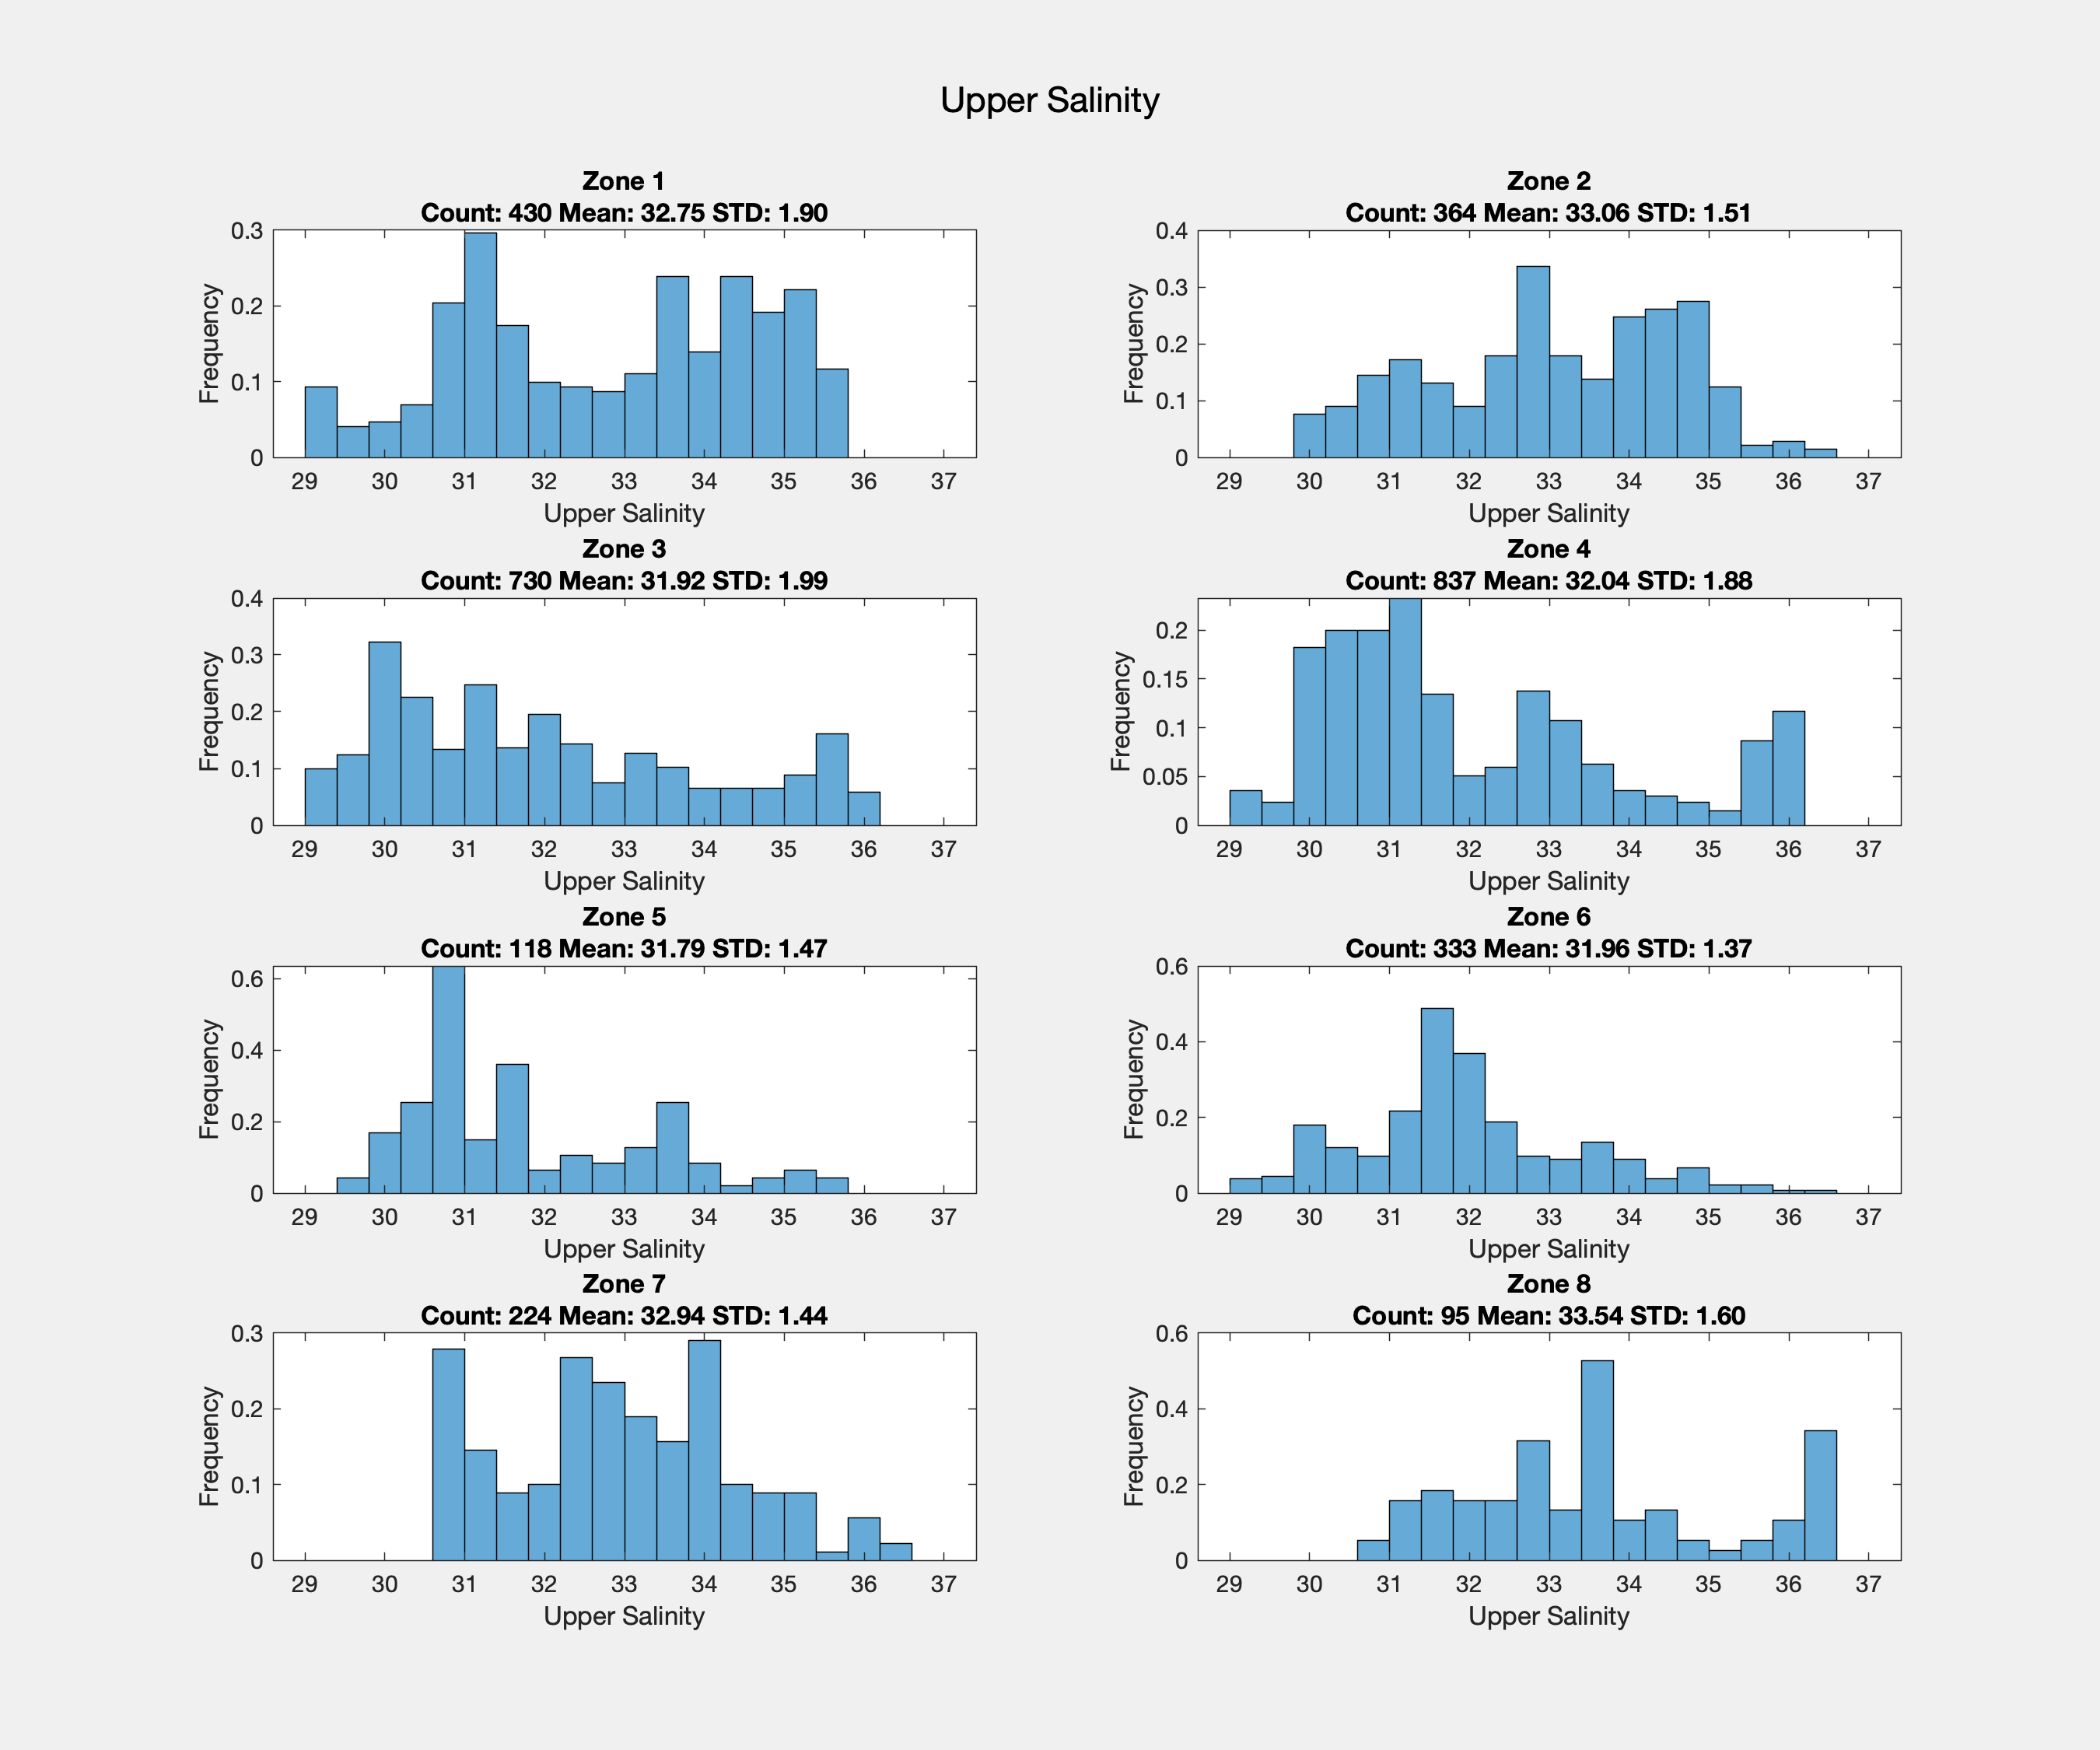 Upper Salinity
Zone 1
Count: 430 Mean: 32.75 STD: 1.90
0.3
0.2
0.1
0
Frequency
29 30 31 32 33 34 35 36 37
Upper Salinity
Zone 2
Count: 364 Mean: 33.06 STD: 1.51
0.4
0.3
0.2
0.1
0
Frequency
29 30 31 32 33 34 35 36 37
Upper Salinity
Zone 3
Count: 730 Mean: 31.92 STD: 1.99
0.4
0.3
0.2
0.1
0
Frequency
29 30 31 32 33 34 35 36 37
Upper Salinity
Zone 4
Count: 837 Mean: 32.04 STD: 1.88
0.2
0.15
0.1
0.05
0
Frequency
29 30 31 32 33 34 35 36 37
Upper Salinity
Zone 5
Count: 118 Mean: 31.79 STD: 1.47
0.6
0.4
0.2
0
Frequency
29 30 31 32 33 34 35 36 37
Upper Salinity
Zone 6
Count: 333 Mean: 31.96 STD: 1.37
0.6
0.4
0.2
0
Frequency
29 30 31 32 33 34 35 36 37
Upper Salinity
Zone 7
Count: 224 Mean: 32.94 STD: 1.44
0.3
0.2
0.1
0
Frequency
29 30 31 32 33 34 35 36 37
Upper Salinity
Zone 8
Count: 95 Mean: 33.54 STD: 1.60
0.6
0.4
0.2
0
Frequency
29 30 31 32 33 34 35 36 37
Upper Salinity